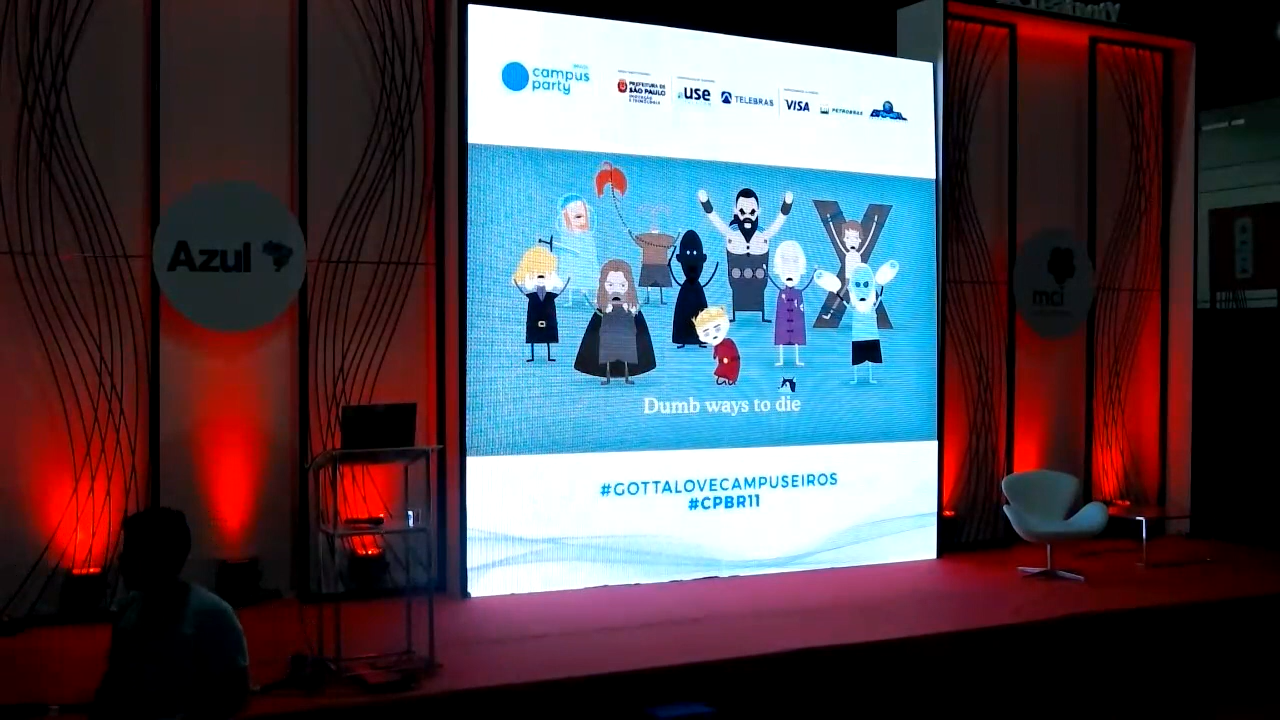 campus
party
PREFEITURA DE
SÃO PAULO
use
TELEBRAS
VISA
PETROBRAS
Azul
mci
Dumb ways to die
#GOTTALOVECAMPUSEIROS
#CPBR11